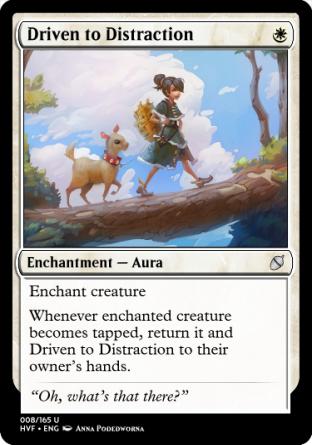 Driven to Distraction
Enchantment — Aura
Enchant creature
Whenever enchanted creature
becomes tapped, return it and
Driven to Distraction to their
owner's hands.
"Oh, what's that there?"
008/165 U
HVF • ENG Anna Podedworna